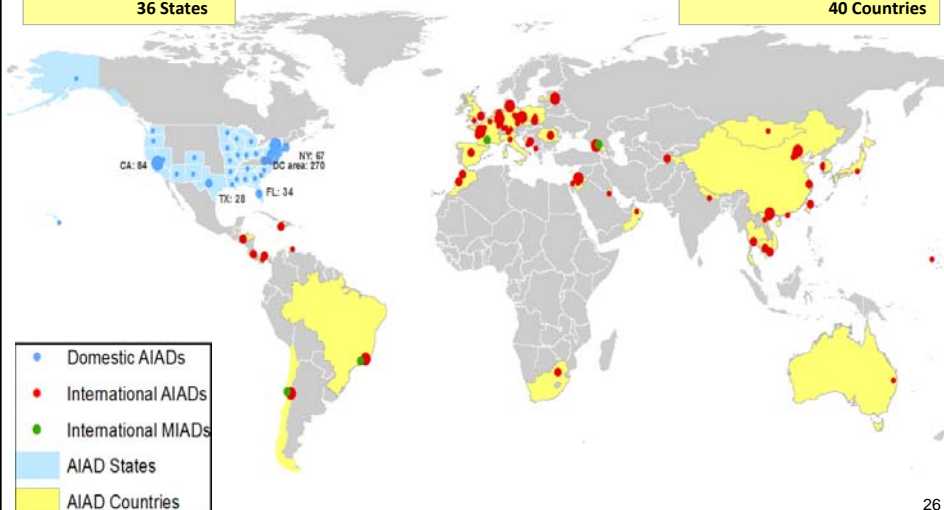 36 States
40 Countries
CA: 84
NY: 67
DC area: 270
TX: 28
FL: 34
Domestic AIADs
International AIADs
International MIADs
AIAD States
AIAD Countries
26